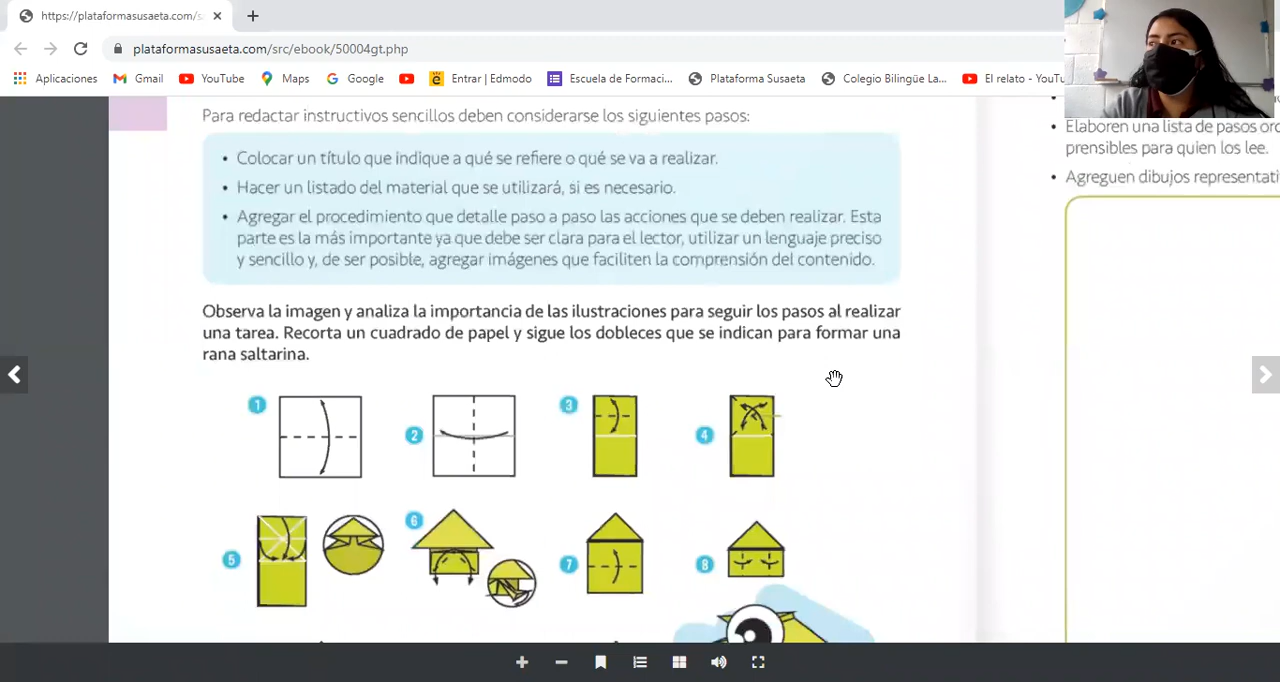 https://plataformasusaeta.com/s
plataformasusaeta.com/src/ebook/50004gt.php
Aplicaciones Gmail YouTube Maps Google Entrar | Edmodo Escuela de Formaci... Plataforma Susaeta Colegio Bilingüe La... El relato - YouTu
Para redactar instructivos sencillos deben considerarse los siguientes pasos:
• Colocar un título que indique a qué se refiere o qué se va a realizar.
• Hacer un listado del material que se utilizará, si es necesario.
• Agregar el procedimiento que detalle paso a paso las acciones que se deben realizar. Esta
parte es la más importante ya que debe ser clara para el lector, utilizar un lenguaje preciso
y sencillo y, de ser posible, agregar imágenes que faciliten la comprensión del contenido.
Observa la imagen y analiza la importancia de las ilustraciones para seguir los pasos al realizar
una tarea. Recorta un cuadrado de papel y sigue los dobleces que se indican para formar una
rana saltarina.
1 2 3 4
5 6 7 8
• Elaboren una lista de pasos or
prensibles para quien los lee.
• Agreguen dibujos representati